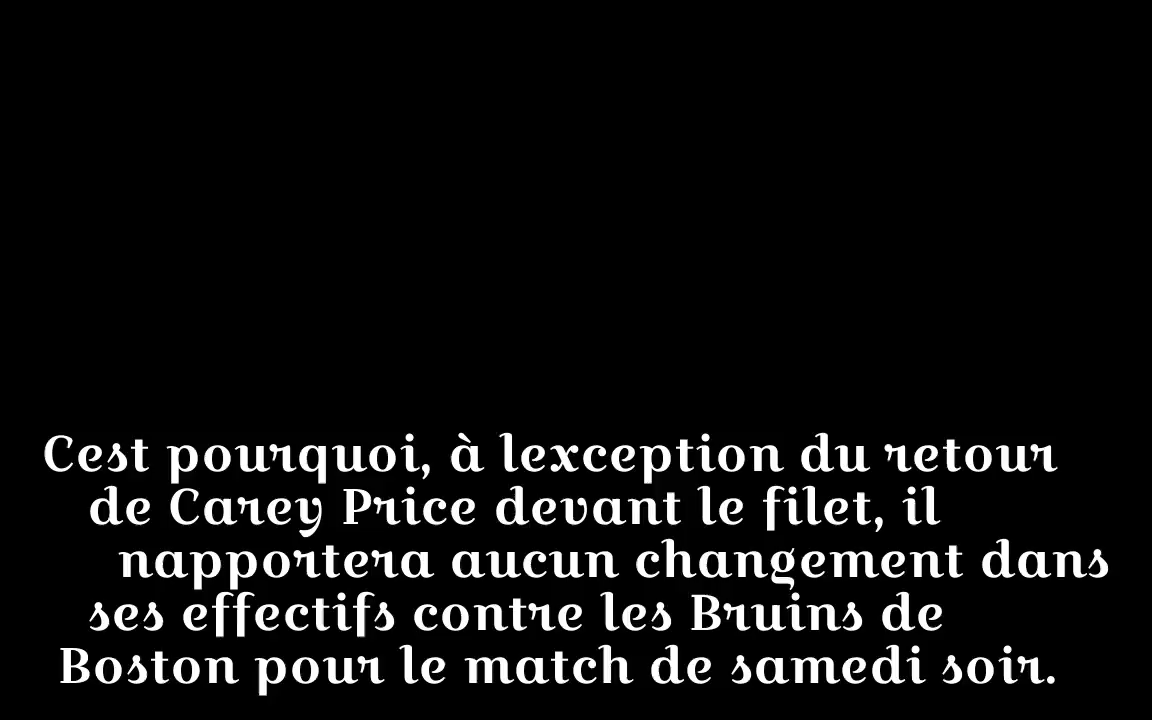 Cest pourquoi, à lexception du retour
de Carey Price devant le filet, il
napportera aucun changement dans
ses effectifs contre les Bruins de
Boston pour le match de samedi soir.